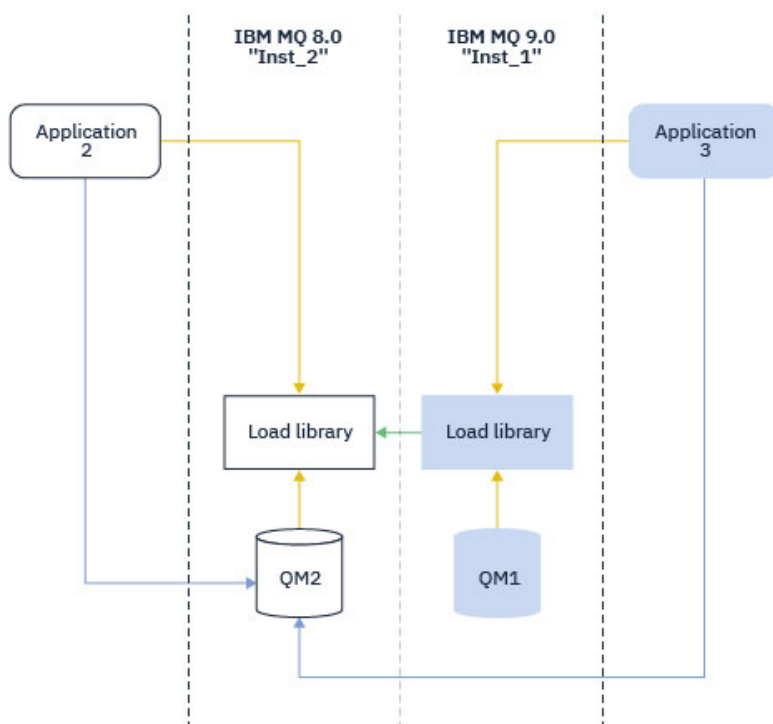 IBM MQ 8.0
"Inst_2"
IBM MQ 9.0
"Inst_1"
Application
2
Application
3
Load library
Load library
QM2
QM1